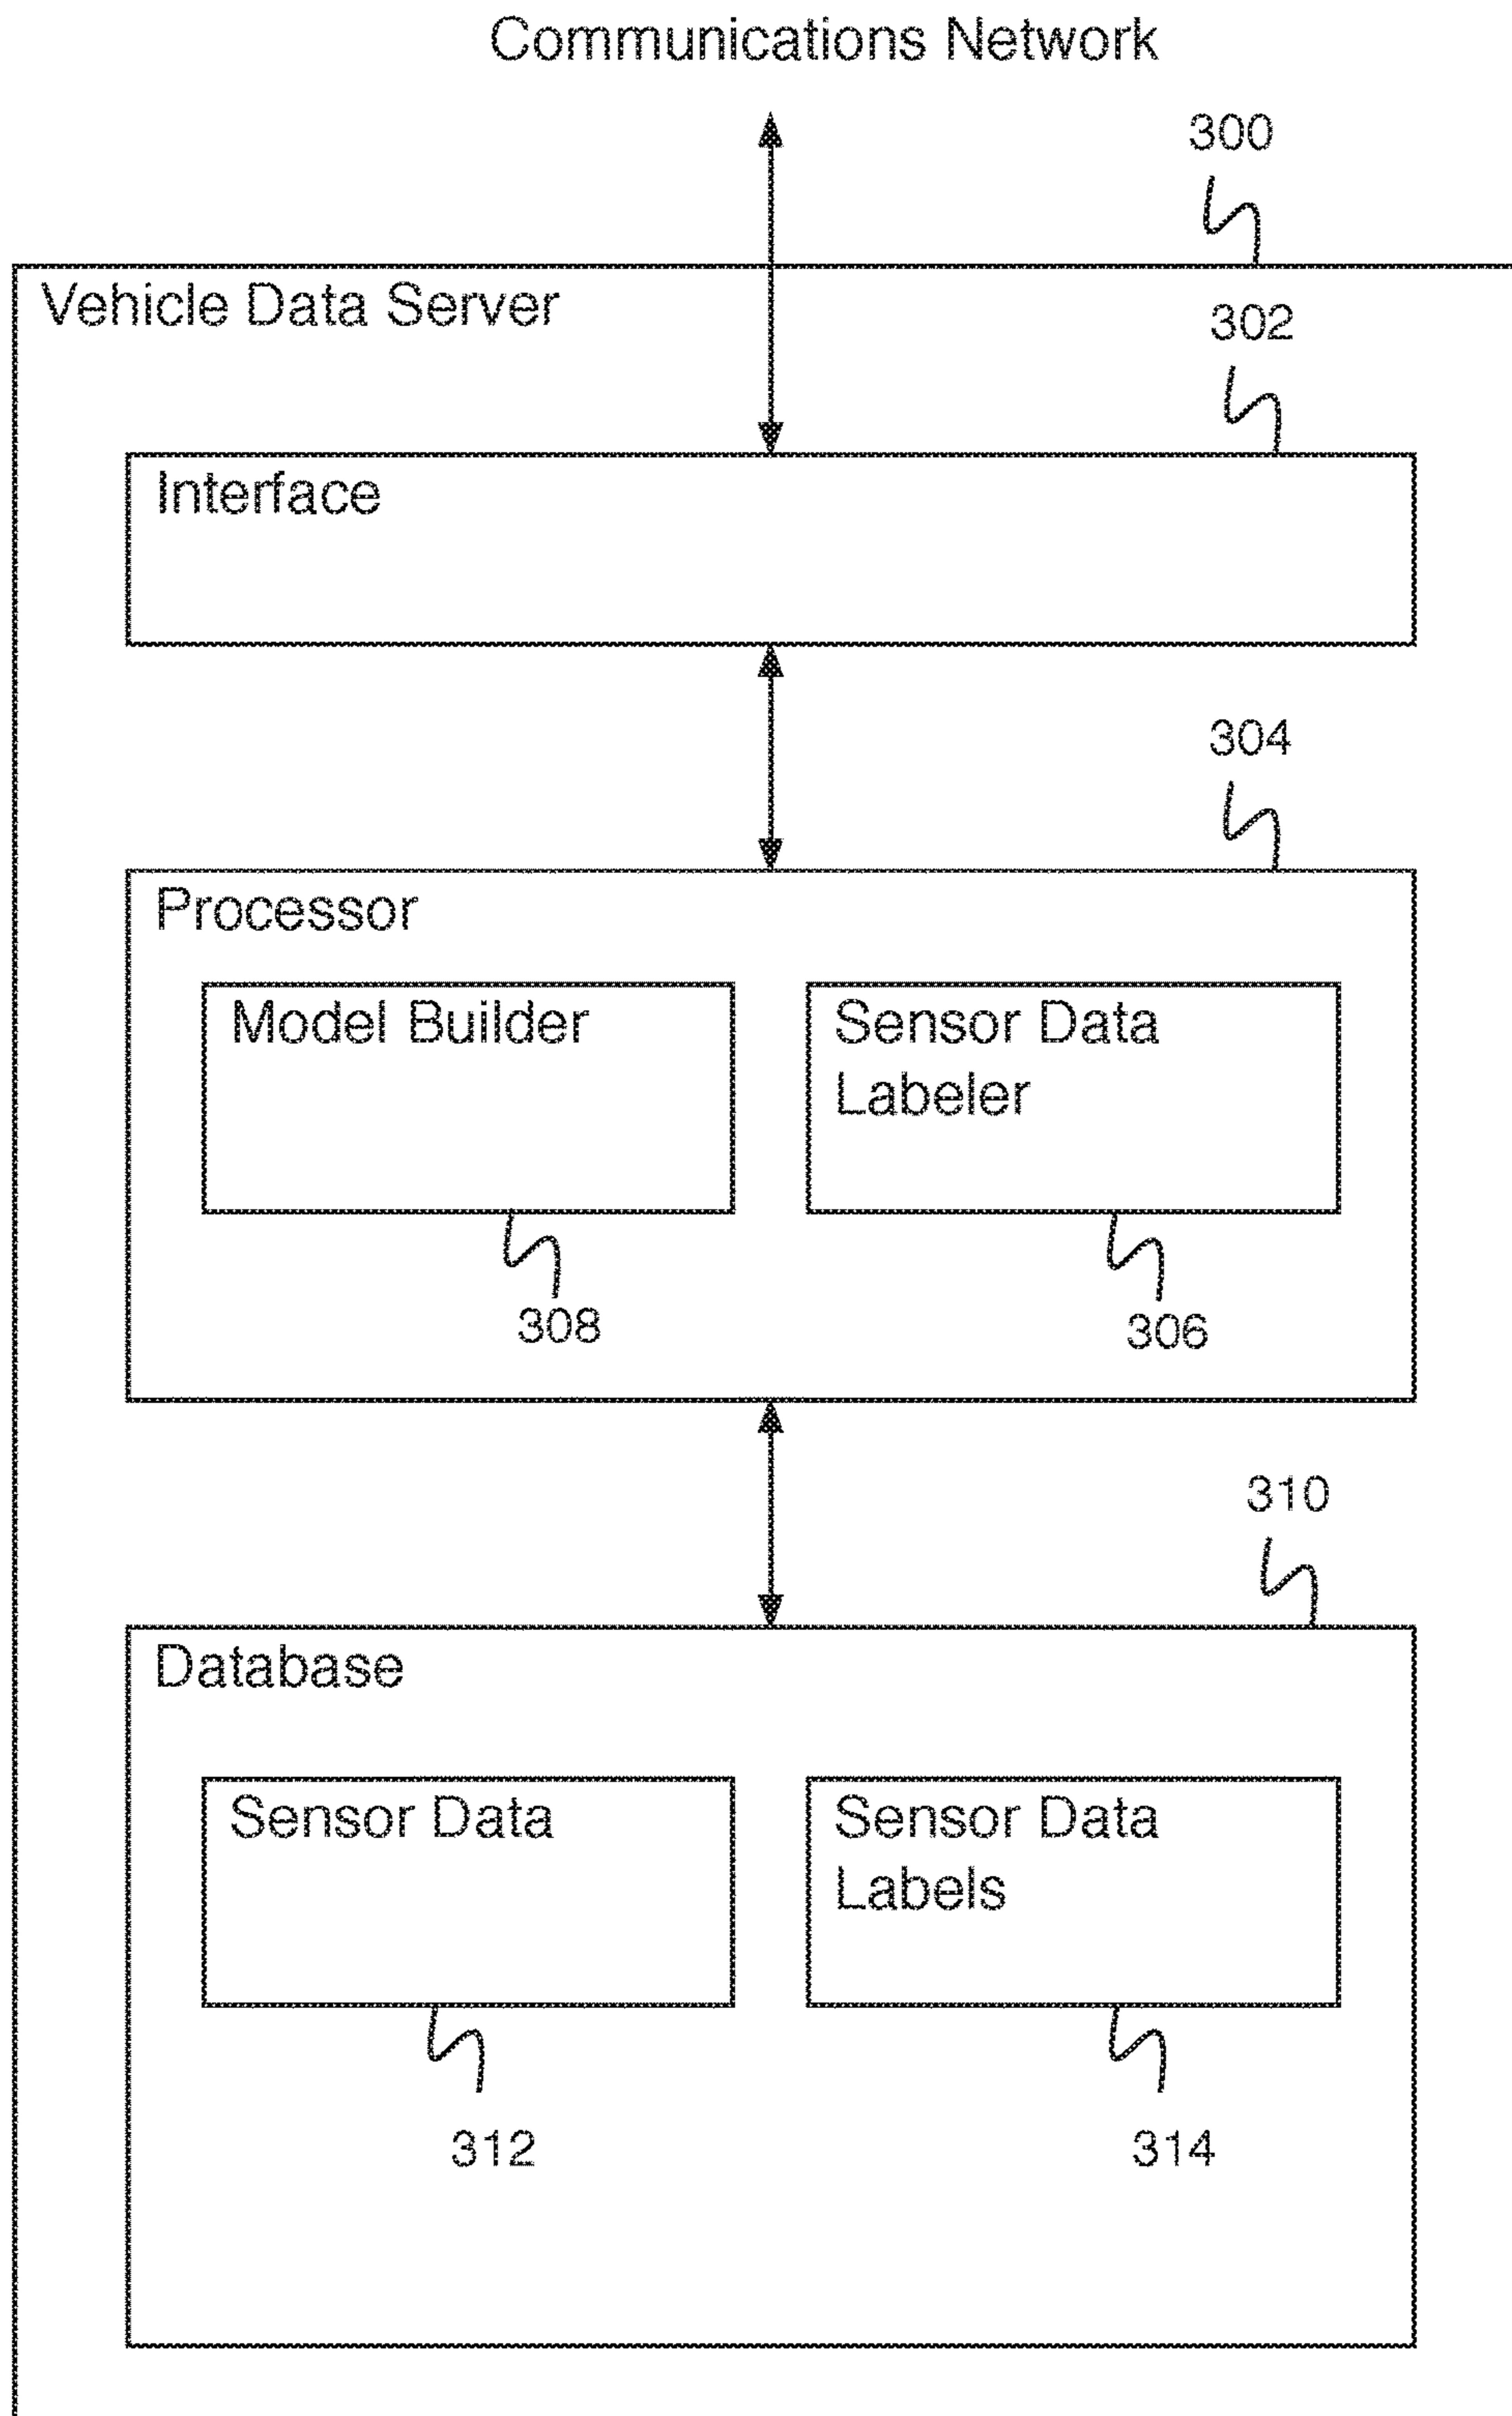 Communications Network
300
Vehicle Data Server
302
Interface
304
Processor
Model Builder
Sensor Data
Labeler
308
306
310
Database
Sensor Data
Sensor Data
Labels
312
314